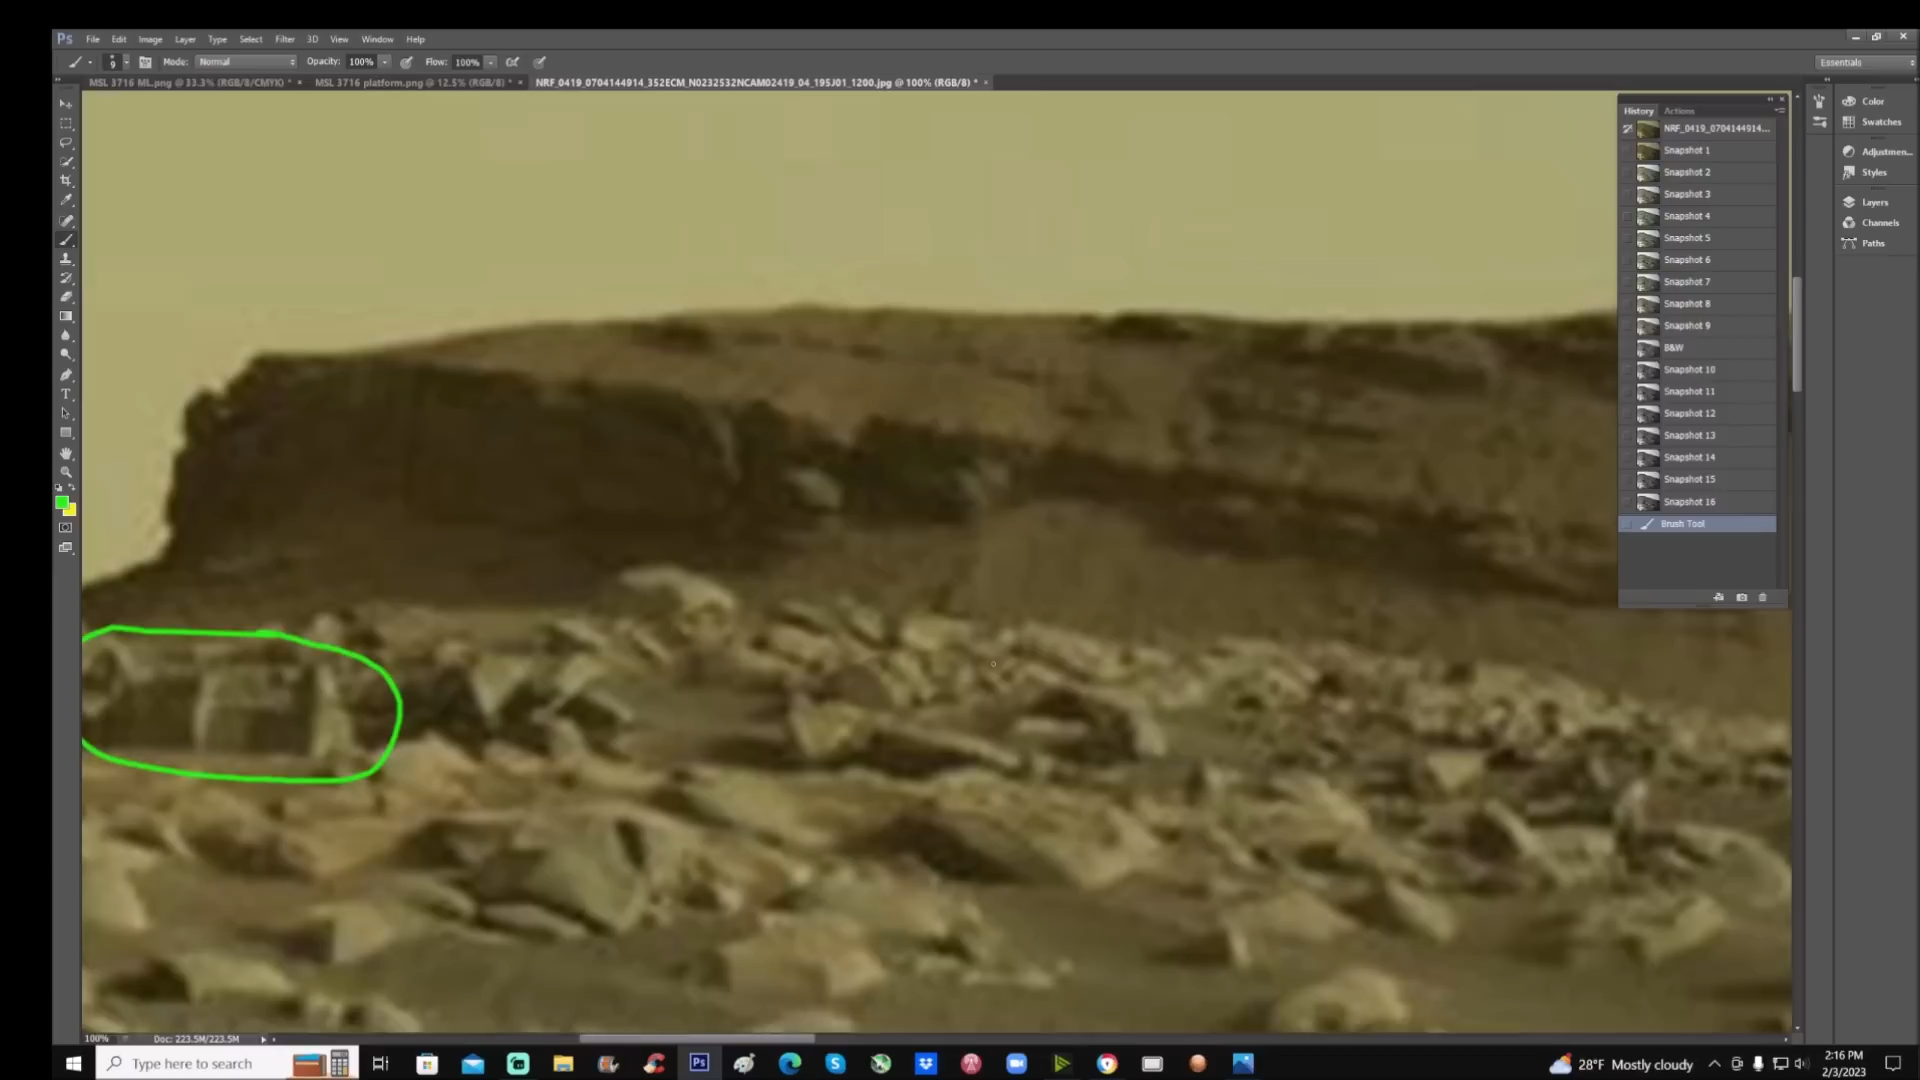 Ps File Edit Image Layer Type Select Filter 3D View Window Help
9 Mode: Normal Opacity: 100% Flow: 100% Essentials
MSL 3716 ML.png @ 33.3% (RGB/8/CMYK) * × MSL 3716 platform.png @ 12.5% (RGB/8) * × NRF_0419_0704144914_352ECM_N0232532NCAM02419_04_195J01_1200.jpg @ 100% (RGB/8) * ×
History Actions
NRF_0419_0704144914...
Snapshot 1
Snapshot 2
Snapshot 3
Snapshot 4
Snapshot 5
Snapshot 6
Snapshot 7
Snapshot 8
Snapshot 9
B&W
Snapshot 10
Snapshot 11
Snapshot 12
Snapshot 13
Snapshot 14
Snapshot 15
Snapshot 16
Brush Tool
Color
Swatches
Adjustmen...
Styles
Layers
Channels
Paths
100% Doc: 223.5M/223.5M
Type here to search
Ps
28°F Mostly cloudy
2:16 PM
2/3/2023